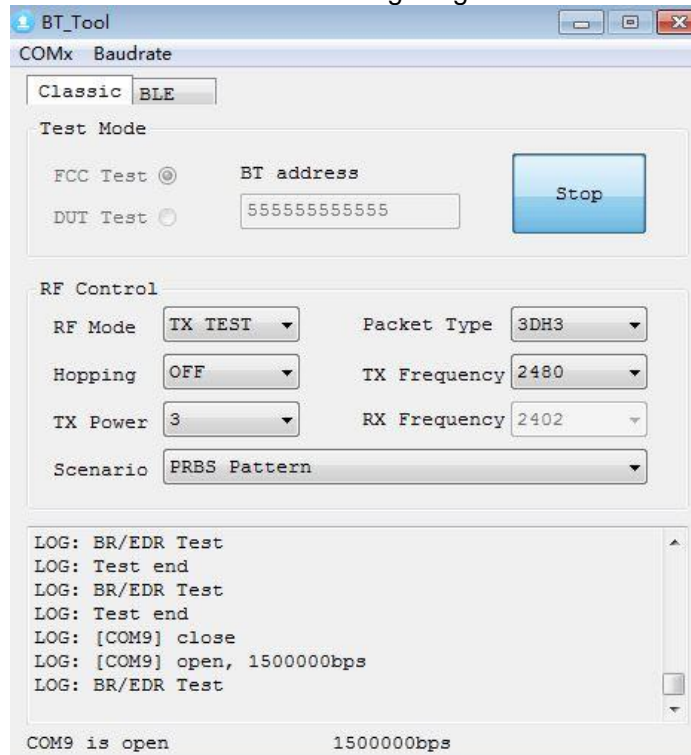 BT_Tool
COMx Baudrate
Classic BLE
Test Mode
FCC Test BT address
Stop
DUT Test 555555555555
RF Control
RF Mode TX TEST Packet Type 3DH3
Hopping OFF TX Frequency 2480
TX Power 3 RX Frequency 2402
Scenario PRBS Pattern
LOG: BR/EDR Test
LOG: Test end
LOG: BR/EDR Test
LOG: Test end
LOG: [COM9] close
LOG: [COM9] open, 1500000bps
LOG: BR/EDR Test
COM9 is open 1500000bps